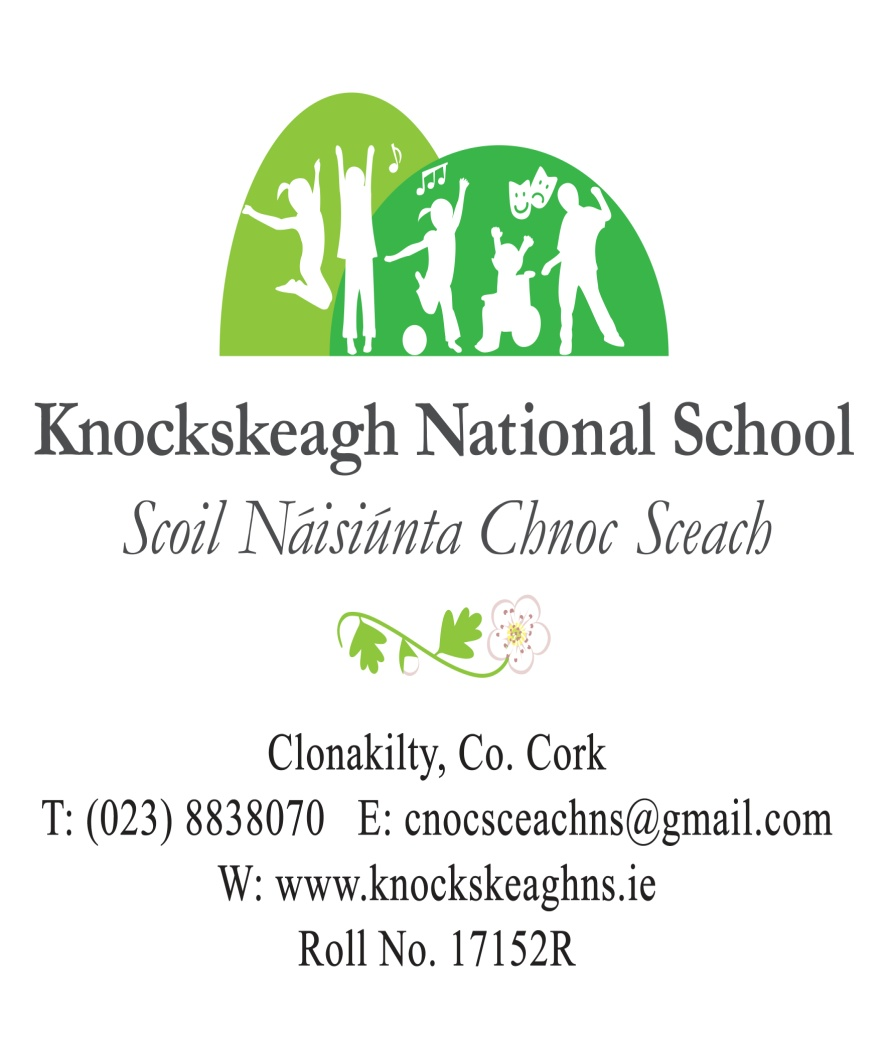 Knockskeagh National School
Scoil Náisiúnta Chnoc Sceach
Clonakilty, Co. Cork
T: (023) 8838070 E: cnocsceachns@gmail.com
W: www.knockskeaghns.ie
Roll No. 17152R